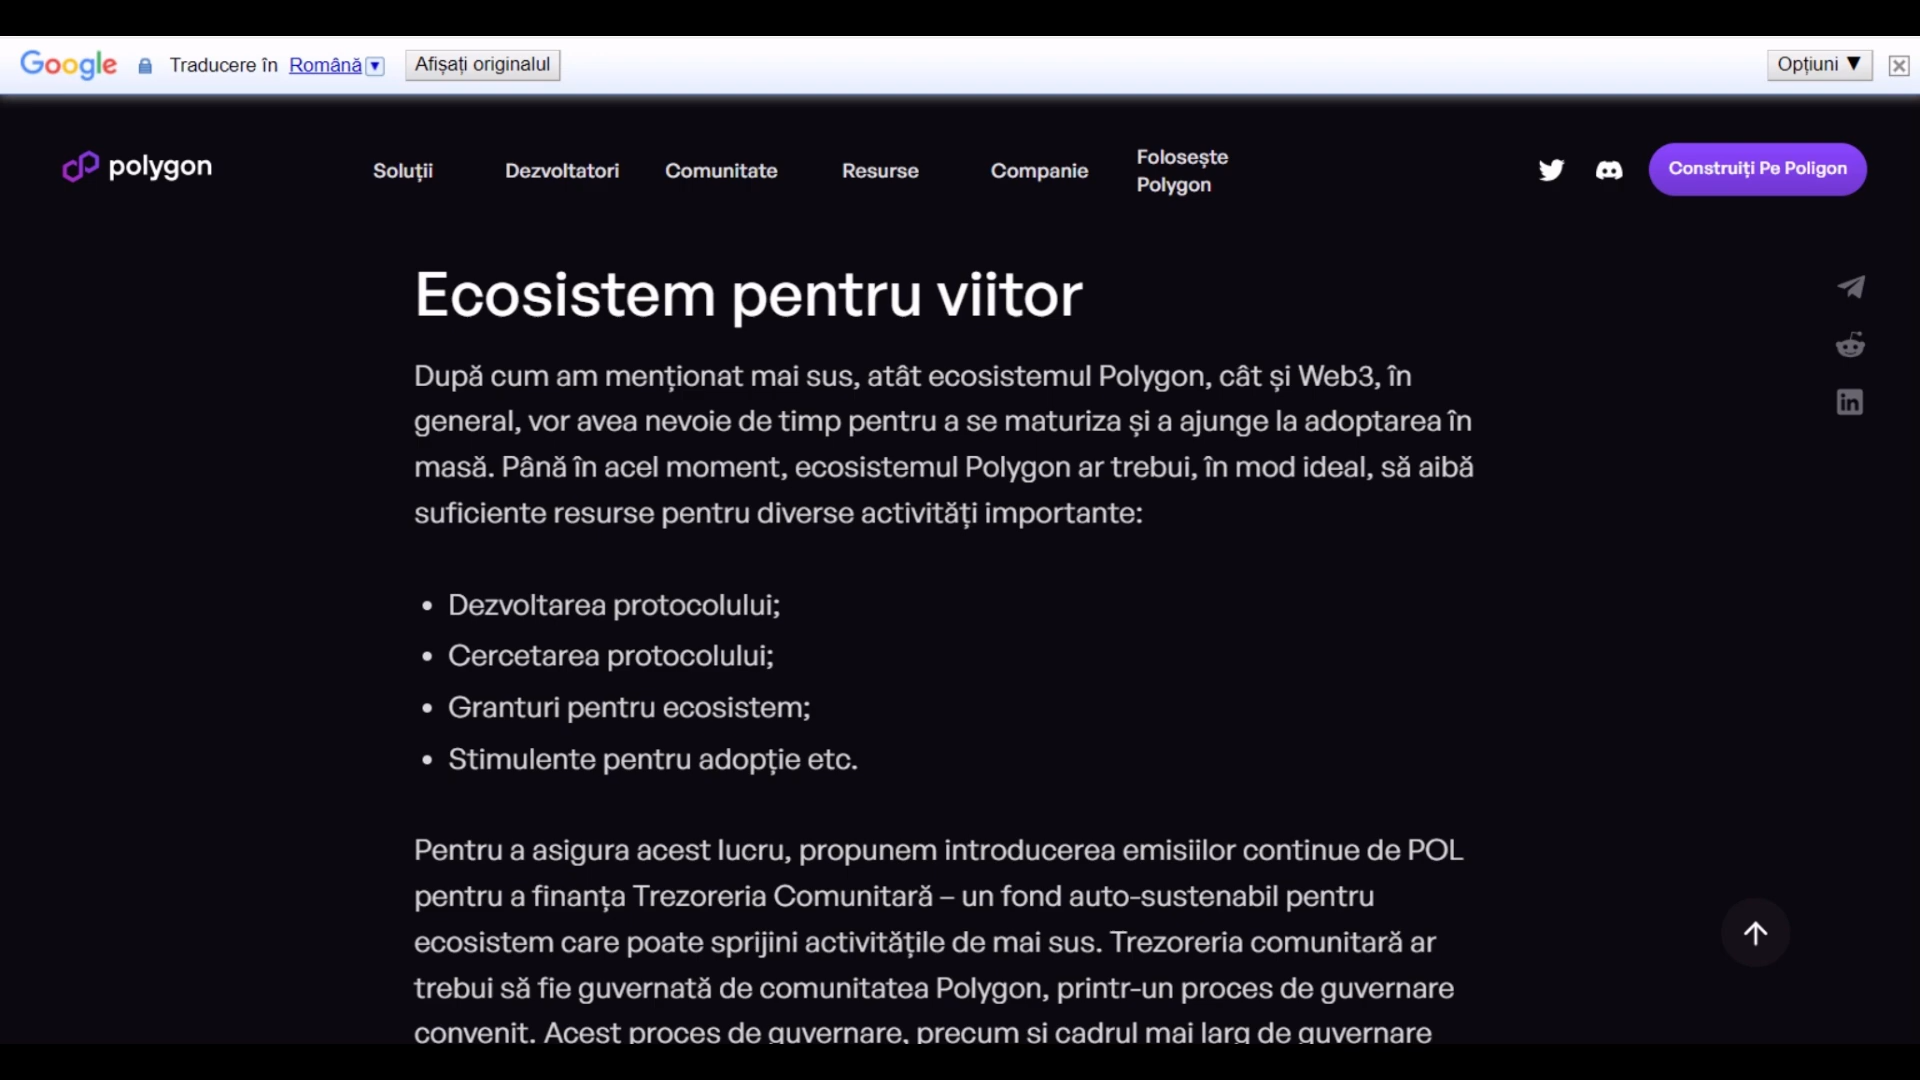 Google Traducere în Română ▼ Afișați originalul Opțiuni ▼
polygon Soluții Dezvoltatori Comunitate Resurse Companie Folosește Polygon Construiți Pe Poligon
Ecosistem pentru viitor
După cum am menționat mai sus, atât ecosistemul Polygon, cât și Web3, în
general, vor avea nevoie de timp pentru a se maturiza și a ajunge la adoptarea în
masă. Până în acel moment, ecosistemul Polygon ar trebui, în mod ideal, să aibă
suficiente resurse pentru diverse activități importante:
• Dezvoltarea protocolului;
• Cercetarea protocolului;
• Granturi pentru ecosistem;
• Stimulente pentru adopție etc.
Pentru a asigura acest lucru, propunem introducerea emisiilor continue de POL
pentru a finanța Trezoreria Comunitară – un fond auto-sustenabil pentru
ecosistem care poate sprijini activitățile de mai sus. Trezoreria comunitară ar
trebui să fie guvernată de comunitatea Polygon, printr-un proces de guvernare
convenit. Acest proces de guvernare, precum și cadrul mai larg de guvernare